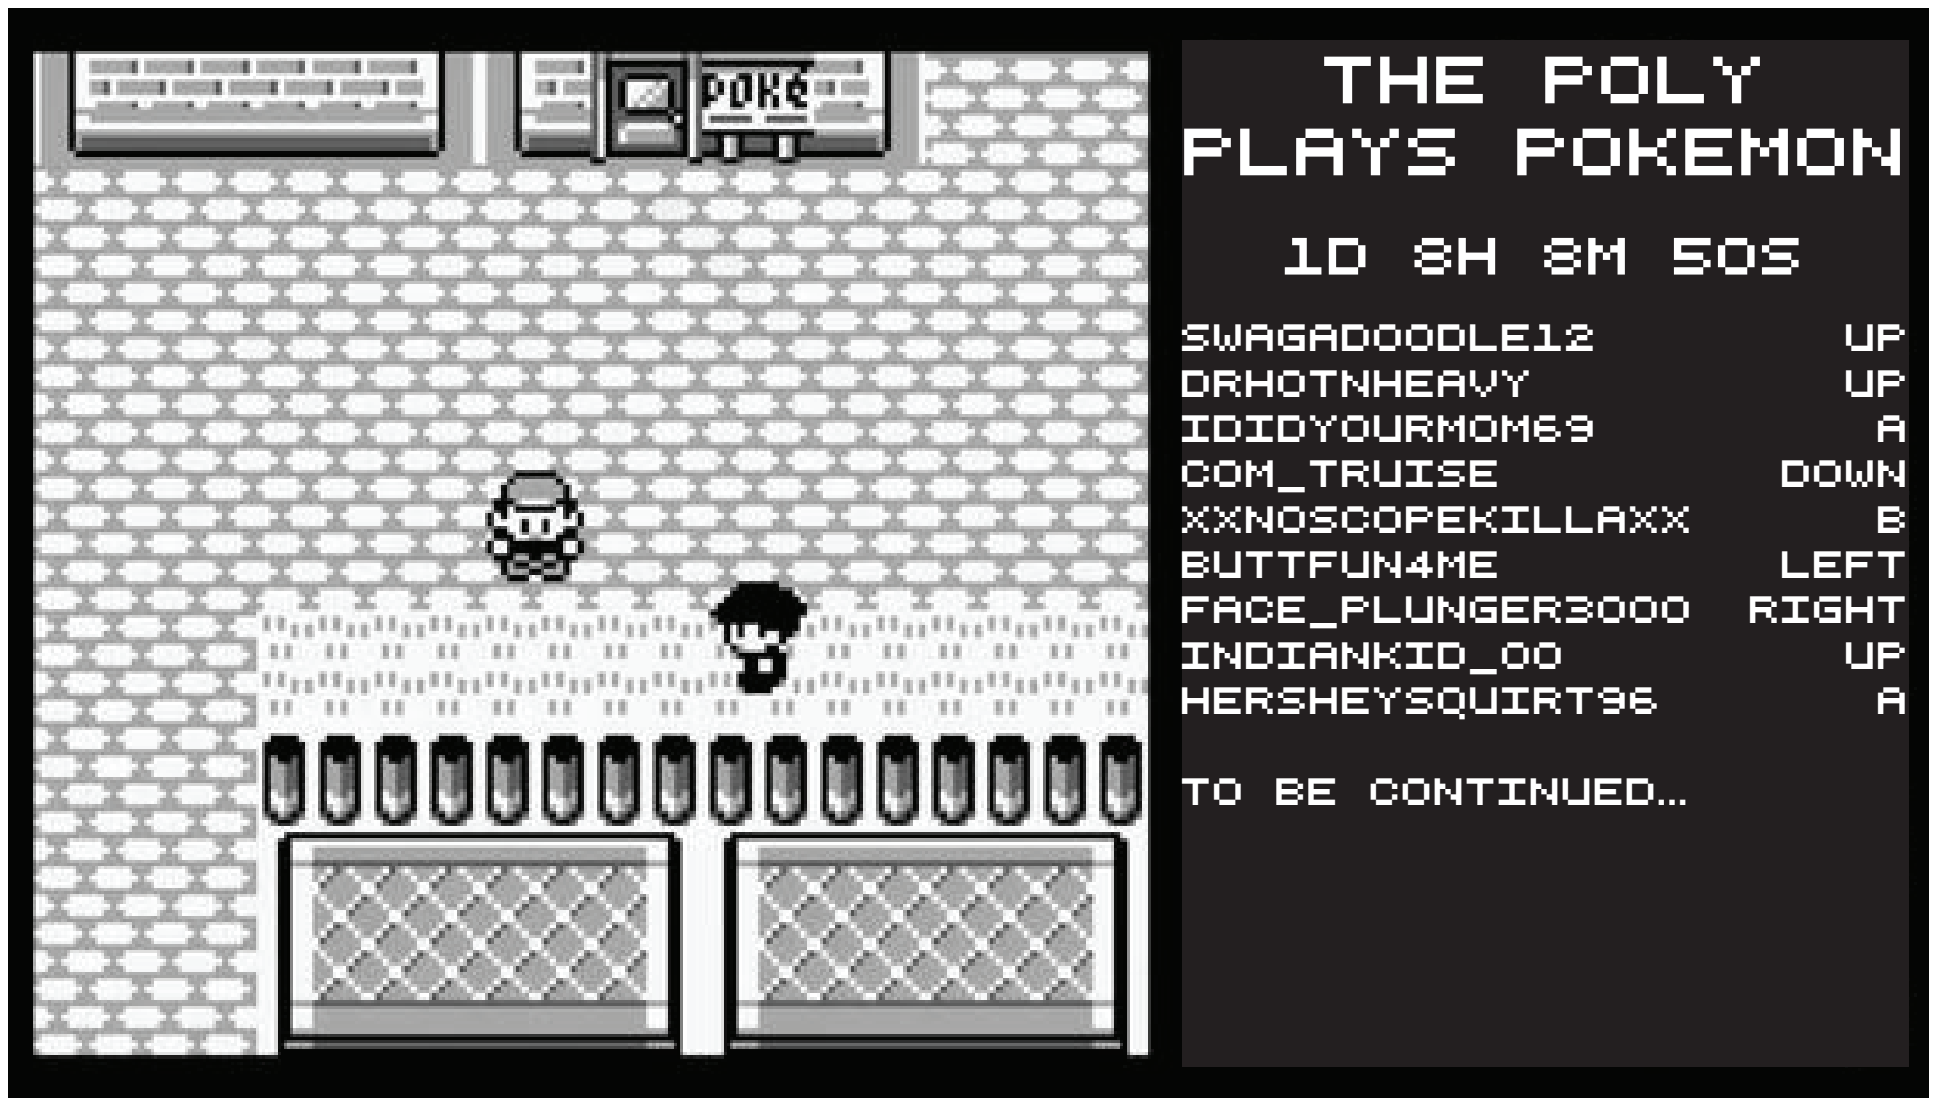 POKé
THE POLY
PLAYS POKEMON
1D 8H 8M 50S
SWAGADOODLE12 UP
DRHOTNHEAVY UP
IDIDYOURMOM69 A
COM_TRUISE DOWN
XXNOSCOPEKILLAXX B
BUTTFUN4ME LEFT
FACE_PLUNGER3000 RIGHT
INDIANKID_00 UP
HERSHEYSQUIRT96 A
TO BE CONTINUED...